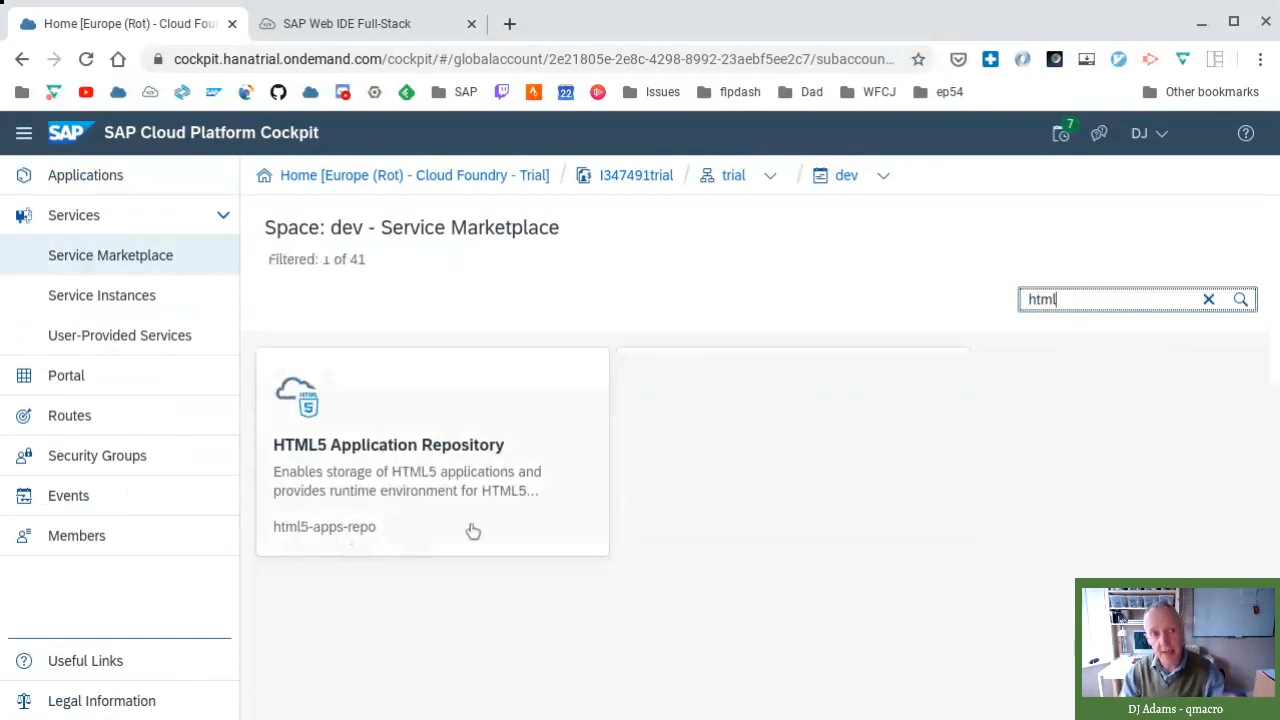 Home [Europe (Rot) - Cloud Four
SAP Web IDE Full-Stack
cockpit.hanatrial.ondemand.com/cockpit/#/globalaccount/2e21805e-2e8c-4298-8992-23aebf5ee2c7/subaccoun...
SAP
Issues
flpdash
Dad
WFCJ
ep54
Other bookmarks
22
SAP
SAP Cloud Platform Cockpit
7
DJ
Applications
Services
Service Marketplace
Service Instances
User-Provided Services
Portal
Routes
Security Groups
Events
Members
Useful Links
Legal Information
Home [Europe (Rot) - Cloud Foundry - Trial]
/
I347491trial
/
trial
/
dev
Space: dev - Service Marketplace
Filtered: 1 of 41
html
HTML
5
HTML5 Application Repository
Enables storage of HTML5 applications and
provides runtime environment for HTML5...
html5-apps-repo
DJ Adams - qmacro